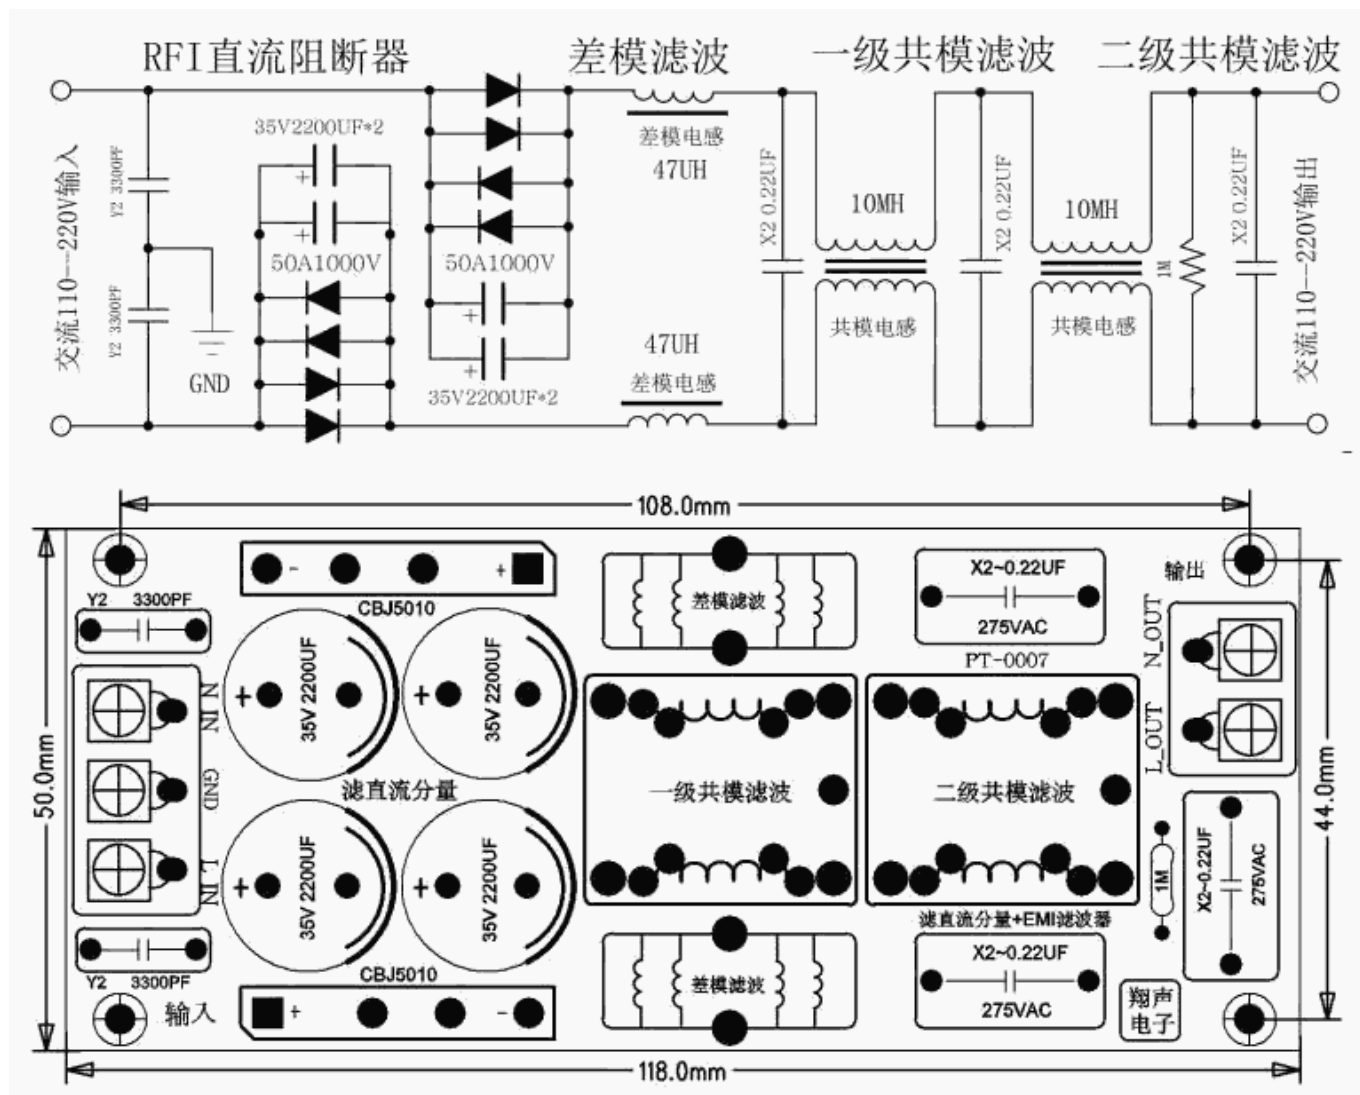 RFI直流阻断器
差模滤波
一级共模滤波
二级共模滤波
35V2200UF*2
差模电感
47UH
Y2 3300PF
X2 0.22UF
X2 0.22UF
X2 0.22UF
10MH
10MH
交流110--220V输入
50A1000V
50A1000V
1M
交流110--220V输出
Y2 3300PF
共模电感
共模电感
47UH
GND
差模电感
35V2200UF*2
108.0mm
+
-
X2~0.22UF
输出
Y2 3300PF
CBJ5010
差模滤波
275VAC
N_OUT
PT-0007
N_IN
+
35V 2200UF
+
35V 2200UF
L_OUT
50.0mm
GND
滤直流分量
一级共模滤波
二级共模滤波
44.0mm
L_IN
+
35V 2200UF
+
35V 2200UF
1M
X2~0.22UF
275VAC
滤直流分量+EMI滤波器
X2~0.22UF
Y2 3300PF
CBJ5010
差模滤波
275VAC
输入
+
-
翔声
电子
118.0mm